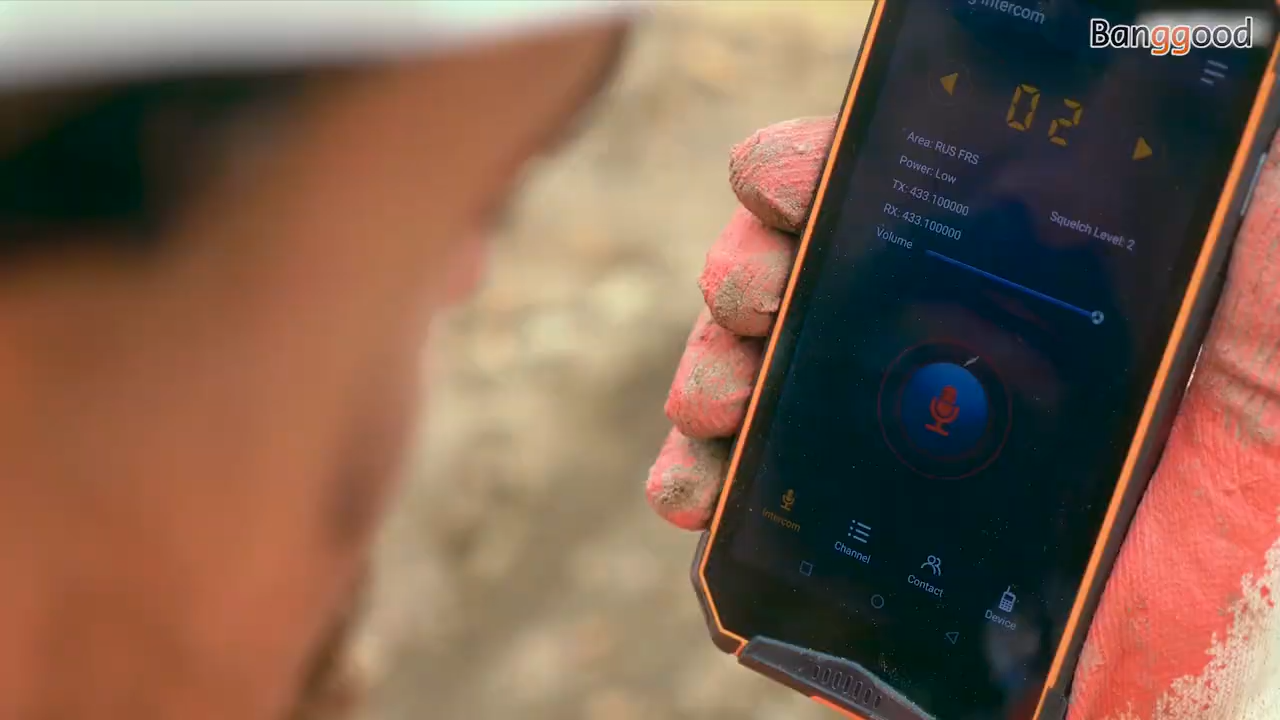 Banggood
Intercom
02
Area: RUS FRS
Power: Low
TX: 433.100000
RX: 433.100000
Squelch Level: 2
Volume
Intercom
Channel
Contact
Device